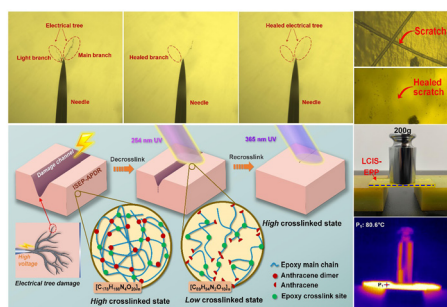 Electrical tree
Light branch
Main branch
Needle
Healed branch
Needle
Healed electrical tree
Needle
Scratch
Healed
scratch
Damage channel
ISEP-APDR
Decrosslink
254 nm UV
Recrosslink
365 nm UV
High crosslinked state
High
voltage
Electrical tree damage
High crosslinked state
Low crosslinked state
Epoxy main chain
Anthracene dimer
Anthracene
Epoxy crosslink site
200g
LCIS-
ERP
80.6°C